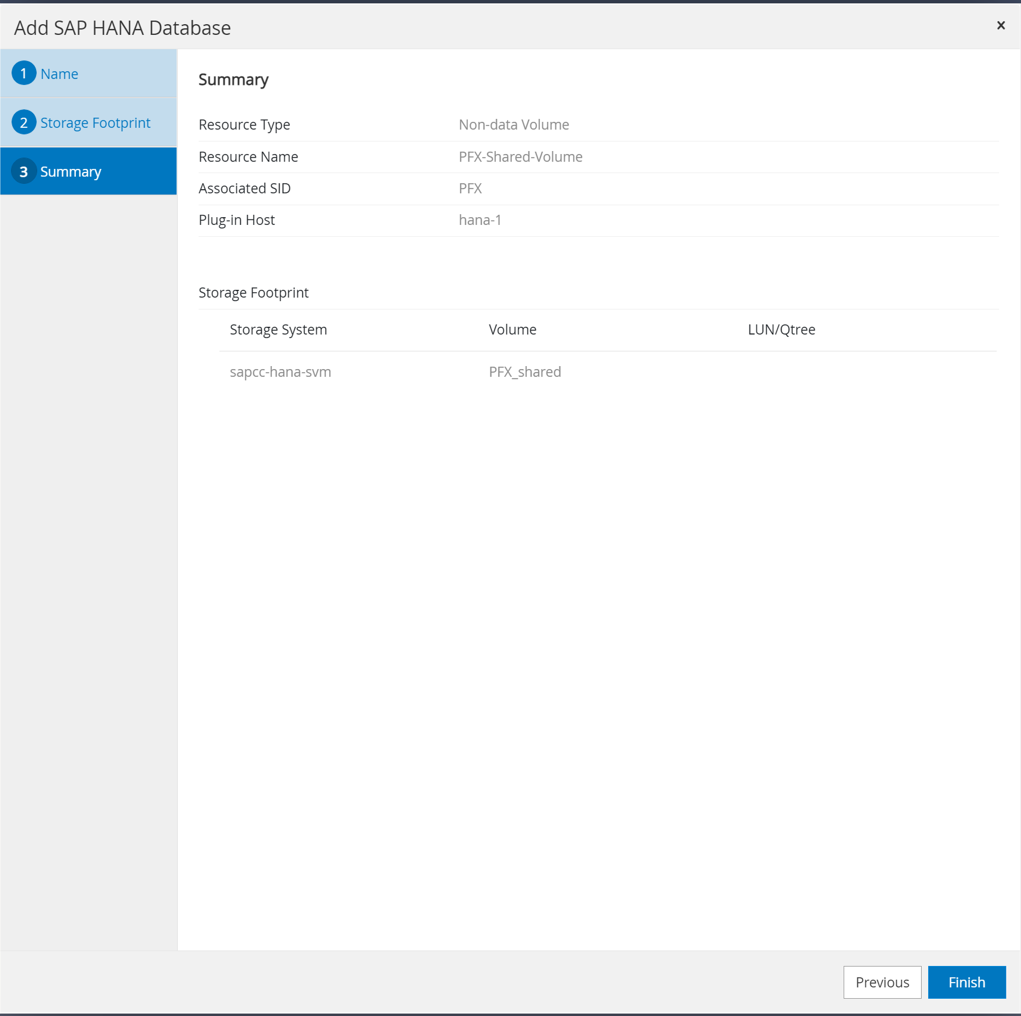 Add SAP HANA Database
×
1 Name
2 Storage Footprint
3 Summary
Summary
Resource Type Non-data Volume
Resource Name PFX-Shared-Volume
Associated SID PFX
Plug-in Host hana-1
Storage Footprint
Storage System Volume LUN/Qtree
sapcc-hana-svm PFX_shared
Previous Finish